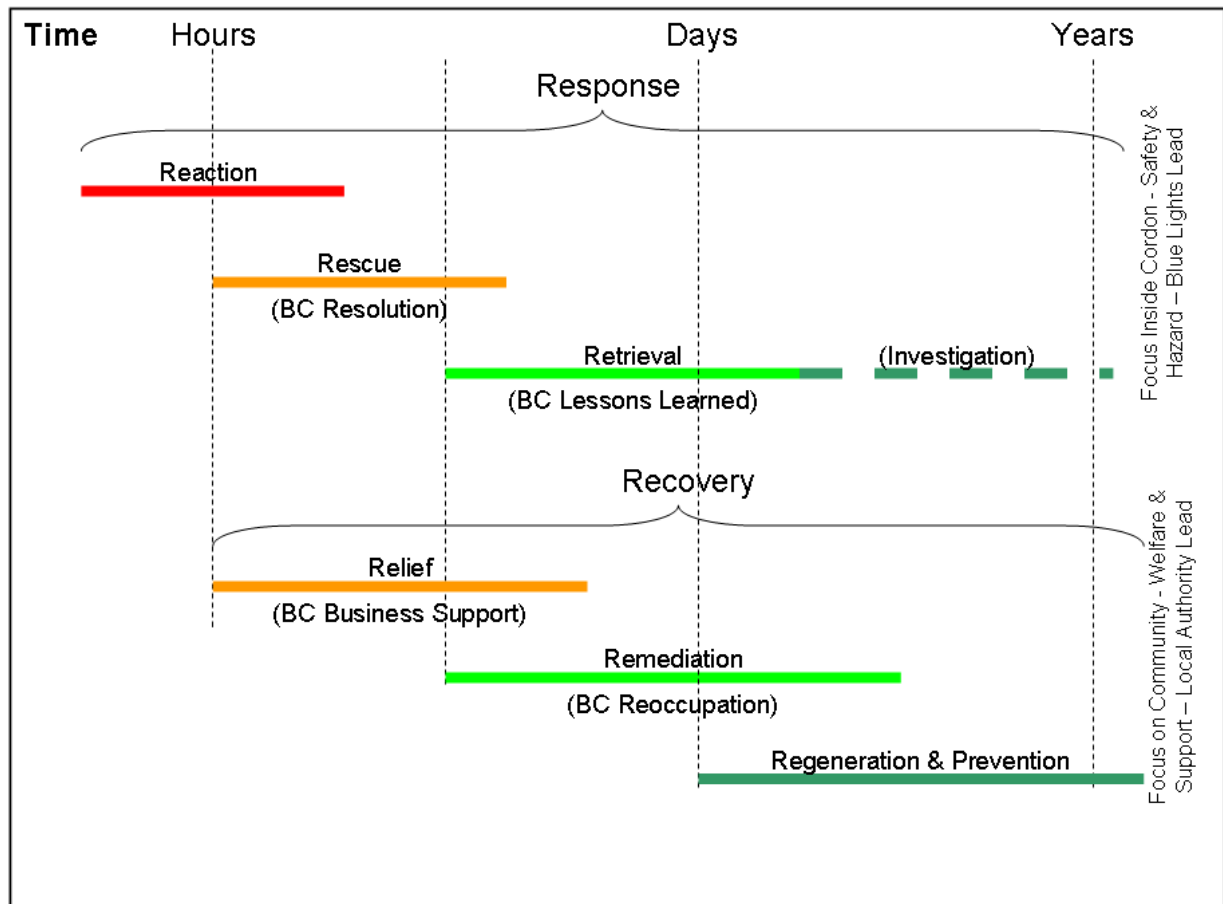 Time Hours Days Years
Response
Reaction
Rescue
(BC Resolution)
Retrieval (Investigation)
(BC Lessons Learned)
Focus Inside Cordon - Safety &
Hazard – Blue Lights Lead
Recovery
Relief
(BC Business Support)
Remediation
(BC Reoccupation)
Regeneration & Prevention
Focus on Community - Welfare &
Support – Local Authority Lead